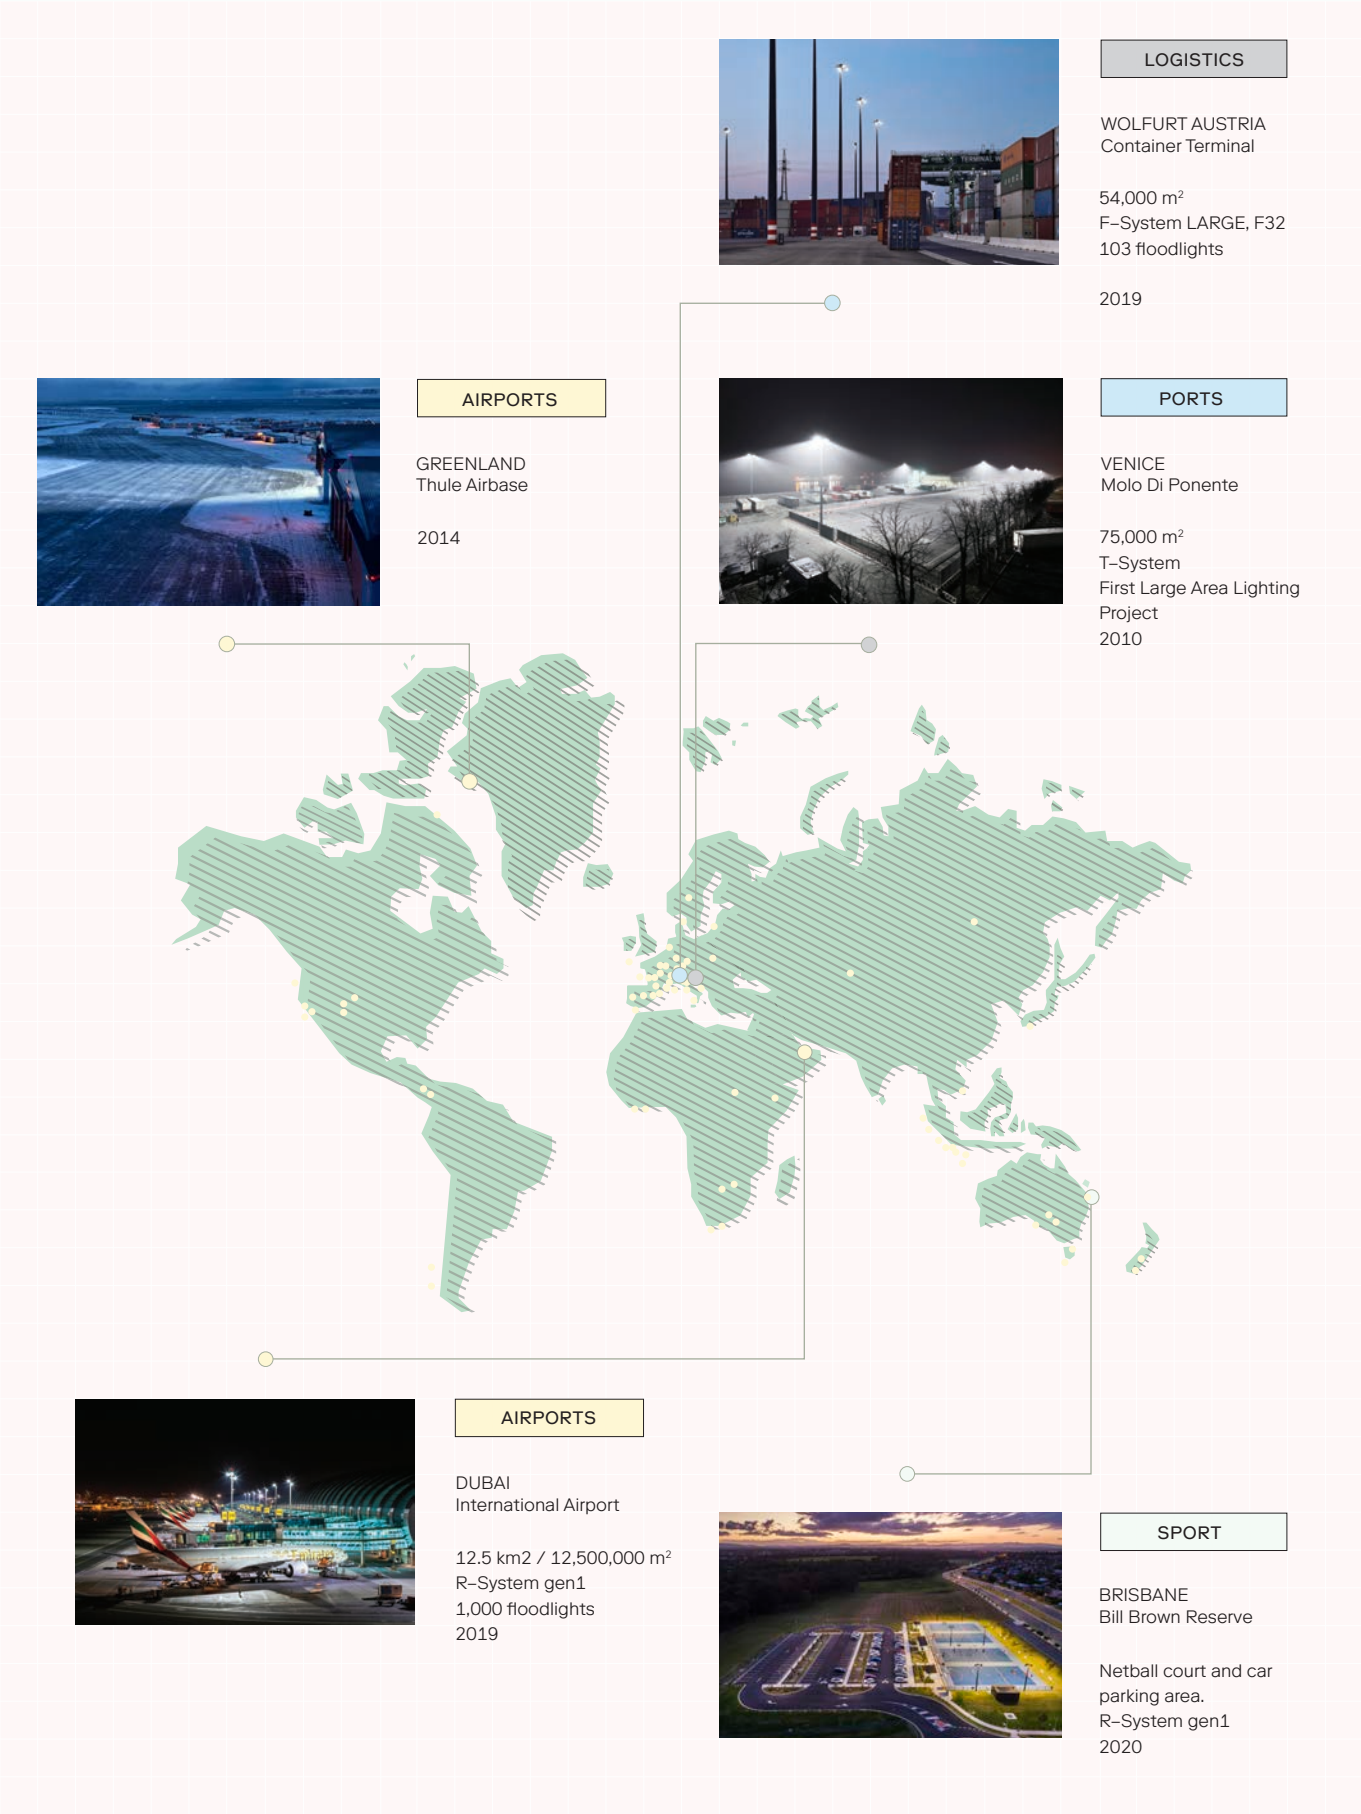 LOGISTICS
WOLFURT AUSTRIA
Container Terminal
54,000 m²
F–System LARGE, F32
103 floodlights
2019
AIRPORTS
GREENLAND
Thule Airbase
2014
PORTS
VENICE
Molo Di Ponente
75,000 m²
T–System
First Large Area Lighting
Project
2010
AIRPORTS
DUBAI
International Airport
12.5 km2 / 12,500,000 m²
R–System gen1
1,000 floodlights
2019
SPORT
BRISBANE
Bill Brown Reserve
Netball court and car
parking area.
R–System gen1
2020